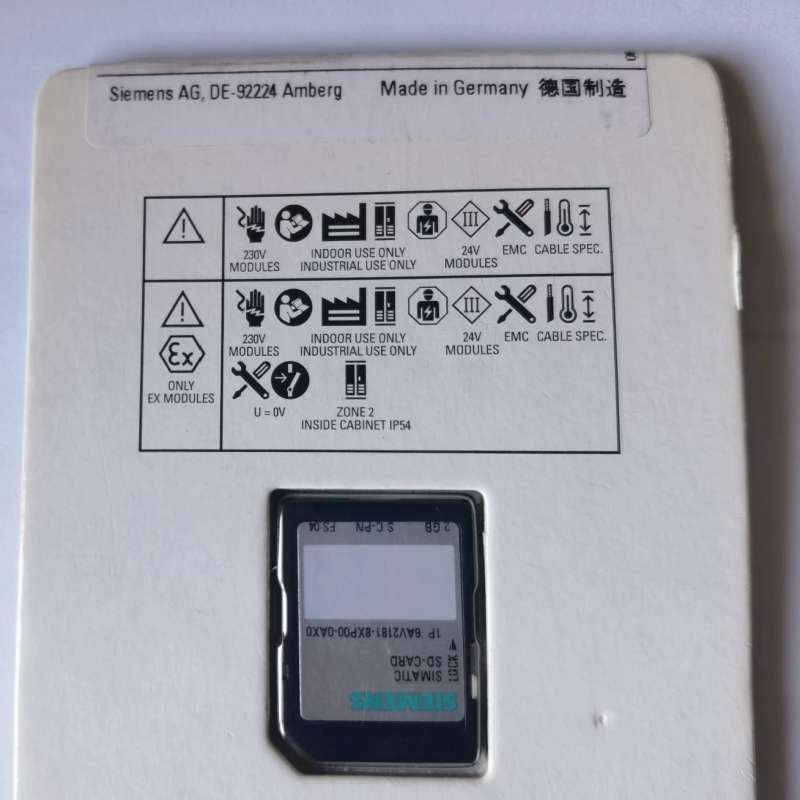 Siemens AG, DE-92224 Amberg Made in Germany 德国制造
230V MODULES INDOOR USE ONLY INDUSTRIAL USE ONLY III 24V MODULES EMC CABLE SPEC.
Ex ONLY EX MODULES
230V MODULES INDOOR USE ONLY INDUSTRIAL USE ONLY III 24V MODULES EMC CABLE SPEC.
U = 0V ZONE 2 INSIDE CABINET IP54
SIEMENS
SIMATIC
SD-CARD
1P 6AV2181-8XP00-0AX0
2 GB FS:04